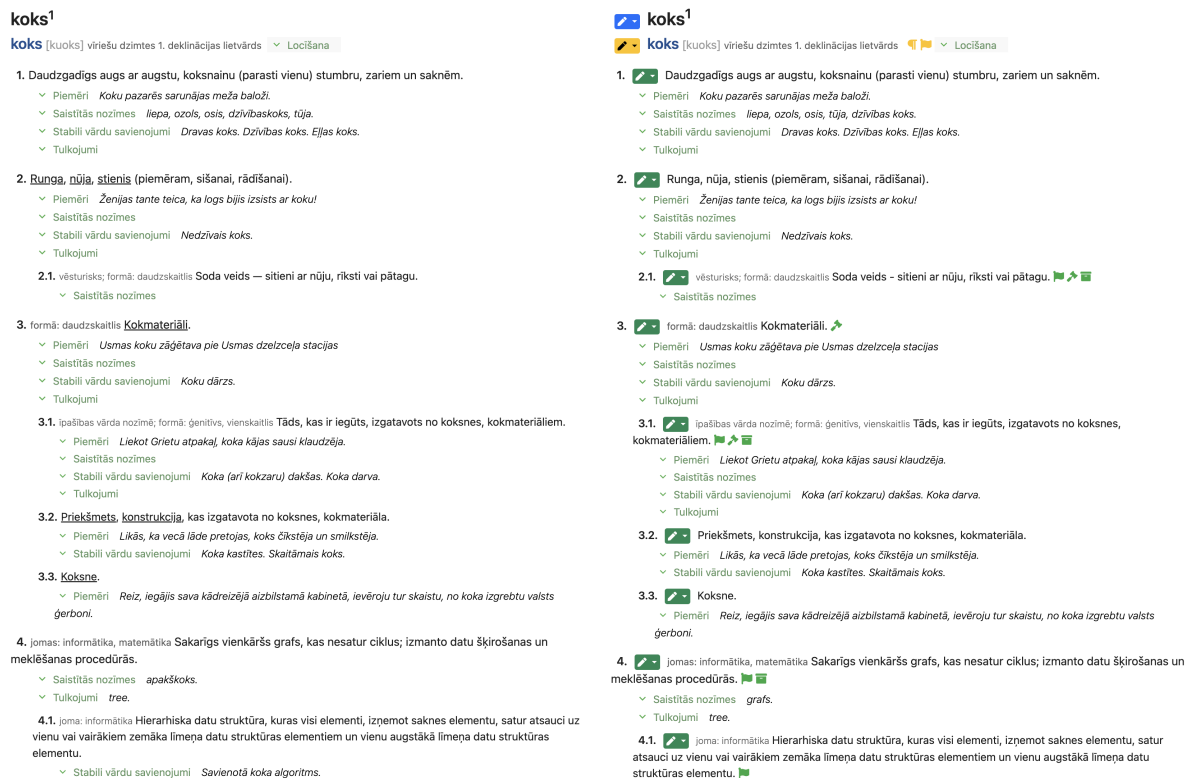 koks1
koks [kuoks] vīriešu dzimtes 1. deklinācijas lietvārds Locīšana
1. Daudzgadīgs augs ar augstu, koksnainu (parasti vienu) stumbru, zariem un saknēm.
Piemēri Koku pazarēs sarunājas meža baloži.
Saistītās nozīmes liepa, ozols, osis, dzīvībaskoks, tūja.
Stabili vārdu savienojumi Dravas koks. Dzīvības koks. Eļļas koks.
Tulkojumi
2. Runga, nūja, stienis (piemēram, sišanai, rādīšanai).
Piemēri Ženijas tante teica, ka logs bijis izsists ar koku!
Saistītās nozīmes
Stabili vārdu savienojumi Nedzīvais koks.
Tulkojumi
2.1. vēsturisks; formā: daudzskaitlis Soda veids — sitieni ar nūju, rīksti vai pātagu.
Saistītās nozīmes
3. formā: daudzskaitlis Kokmateriāli.
Piemēri Usmas koku zāģētava pie Usmas dzelzceļa stacijas
Saistītās nozīmes
Stabili vārdu savienojumi Koku dārzs.
Tulkojumi
3.1. īpašības vārda nozīmē; formā: ģenitīvs, vienskaitlis Tāds, kas ir iegūts, izgatavots no koksnes, kokmateriāliem.
Piemēri Liekot Grietu atpakaļ, koka kājas sausi klaudzēja.
Saistītās nozīmes
Stabili vārdu savienojumi Koka (arī kokzaru) dakšas. Koka darva.
Tulkojumi
3.2. Priekšmets, konstrukcija, kas izgatavota no koksnes, kokmateriāla.
Piemēri Likās, ka vecā lāde pretojas, koks čīkstēja un smilkstēja.
Stabili vārdu savienojumi Koka kastītes. Skaitāmais koks.
3.3. Koksne.
Piemēri Reiz, iegājis sava kādreizējā aizbilstamā kabinetā, ievēroju tur skaistu, no koka izgrebtu valsts
ģerboni.
4. jomas: informātika, matemātika Sakarīgs vienkāršs grafs, kas nesatur ciklus; izmanto datu šķirošanas un
meklēšanas procedūrās.
Saistītās nozīmes apakškoks.
Tulkojumi tree.
4.1. joma: informātika Hierarhiska datu struktūra, kuras visi elementi, izņemot saknes elementu, satur atsauci uz
vienu vai vairākiem zemāka līmeņa datu struktūras elementiem un vienu augstākā līmeņa datu struktūras
elementu.
Stabili vārdu savienojumi Savienotā koka algoritms.
koks1
koks [kuoks] vīriešu dzimtes 1. deklinācijas lietvārds ¶ Locīšana
1. Daudzgadīgs augs ar augstu, koksnainu (parasti vienu) stumbru, zariem un saknēm.
Piemēri Koku pazarēs sarunājas meža baloži.
Saistītās nozīmes liepa, ozols, osis, tūja, dzīvības koks.
Stabili vārdu savienojumi Dravas koks. Dzīvības koks. Eļļas koks.
Tulkojumi
2. Runga, nūja, stienis (piemēram, sišanai, rādīšanai).
Piemēri Ženijas tante teica, ka logs bijis izsists ar koku!
Saistītās nozīmes
Stabili vārdu savienojumi Nedzīvais koks.
Tulkojumi
2.1. vēsturisks; formā: daudzskaitlis Soda veids - sitieni ar nūju, rīksti vai pātagu.
Saistītās nozīmes
3. formā: daudzskaitlis Kokmateriāli.
Piemēri Usmas koku zāģētava pie Usmas dzelzceļa stacijas
Saistītās nozīmes
Stabili vārdu savienojumi Koku dārzs.
Tulkojumi
3.1. īpašības vārda nozīmē; formā: ģenitīvs, vienskaitlis Tāds, kas ir iegūts, izgatavots no koksnes,
kokmateriāliem.
Piemēri Liekot Grietu atpakaļ, koka kājas sausi klaudzēja.
Saistītās nozīmes
Stabili vārdu savienojumi Koka (arī kokzaru) dakšas. Koka darva.
Tulkojumi
3.2. Priekšmets, konstrukcija, kas izgatavota no koksnes, kokmateriāla.
Piemēri Likās, ka vecā lāde pretojas, koks čīkstēja un smilkstēja.
Stabili vārdu savienojumi Koka kastītes. Skaitāmais koks.
3.3. Koksne.
Piemēri Reiz, iegājis sava kādreizējā aizbilstamā kabinetā, ievēroju tur skaistu, no koka izgrebtu valsts
ģerboni.
4. jomas: informātika, matemātika Sakarīgs vienkāršs grafs, kas nesatur ciklus; izmanto datu šķirošanas un
meklēšanas procedūrās.
Saistītās nozīmes grafs.
Tulkojumi tree.
4.1. joma: informātika Hierarhiska datu struktūra, kuras visi elementi, izņemot saknes elementu, satur
atsauci uz vienu vai vairākiem zemāka līmeņa datu struktūras elementiem un vienu augstākā līmeņa datu
struktūras elementu.